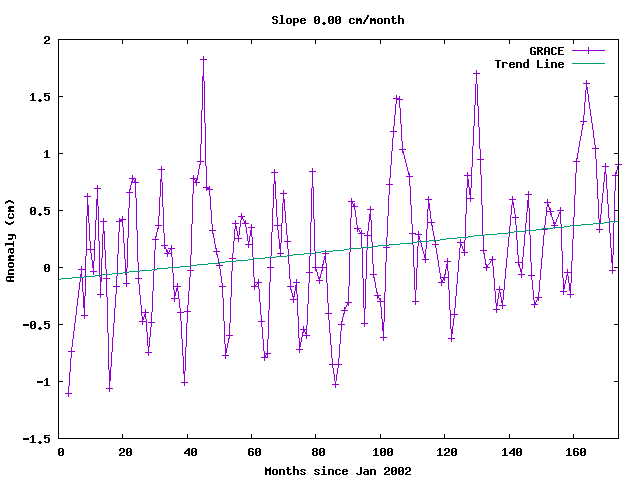 Slope 0.00 cm/month
GRACE
Trend Line
2
1.5
1
0.5
0
-0.5
-1
-1.5
Anomaly (cm)
0 20 40 60 80 100 120 140 160
Months since Jan 2002